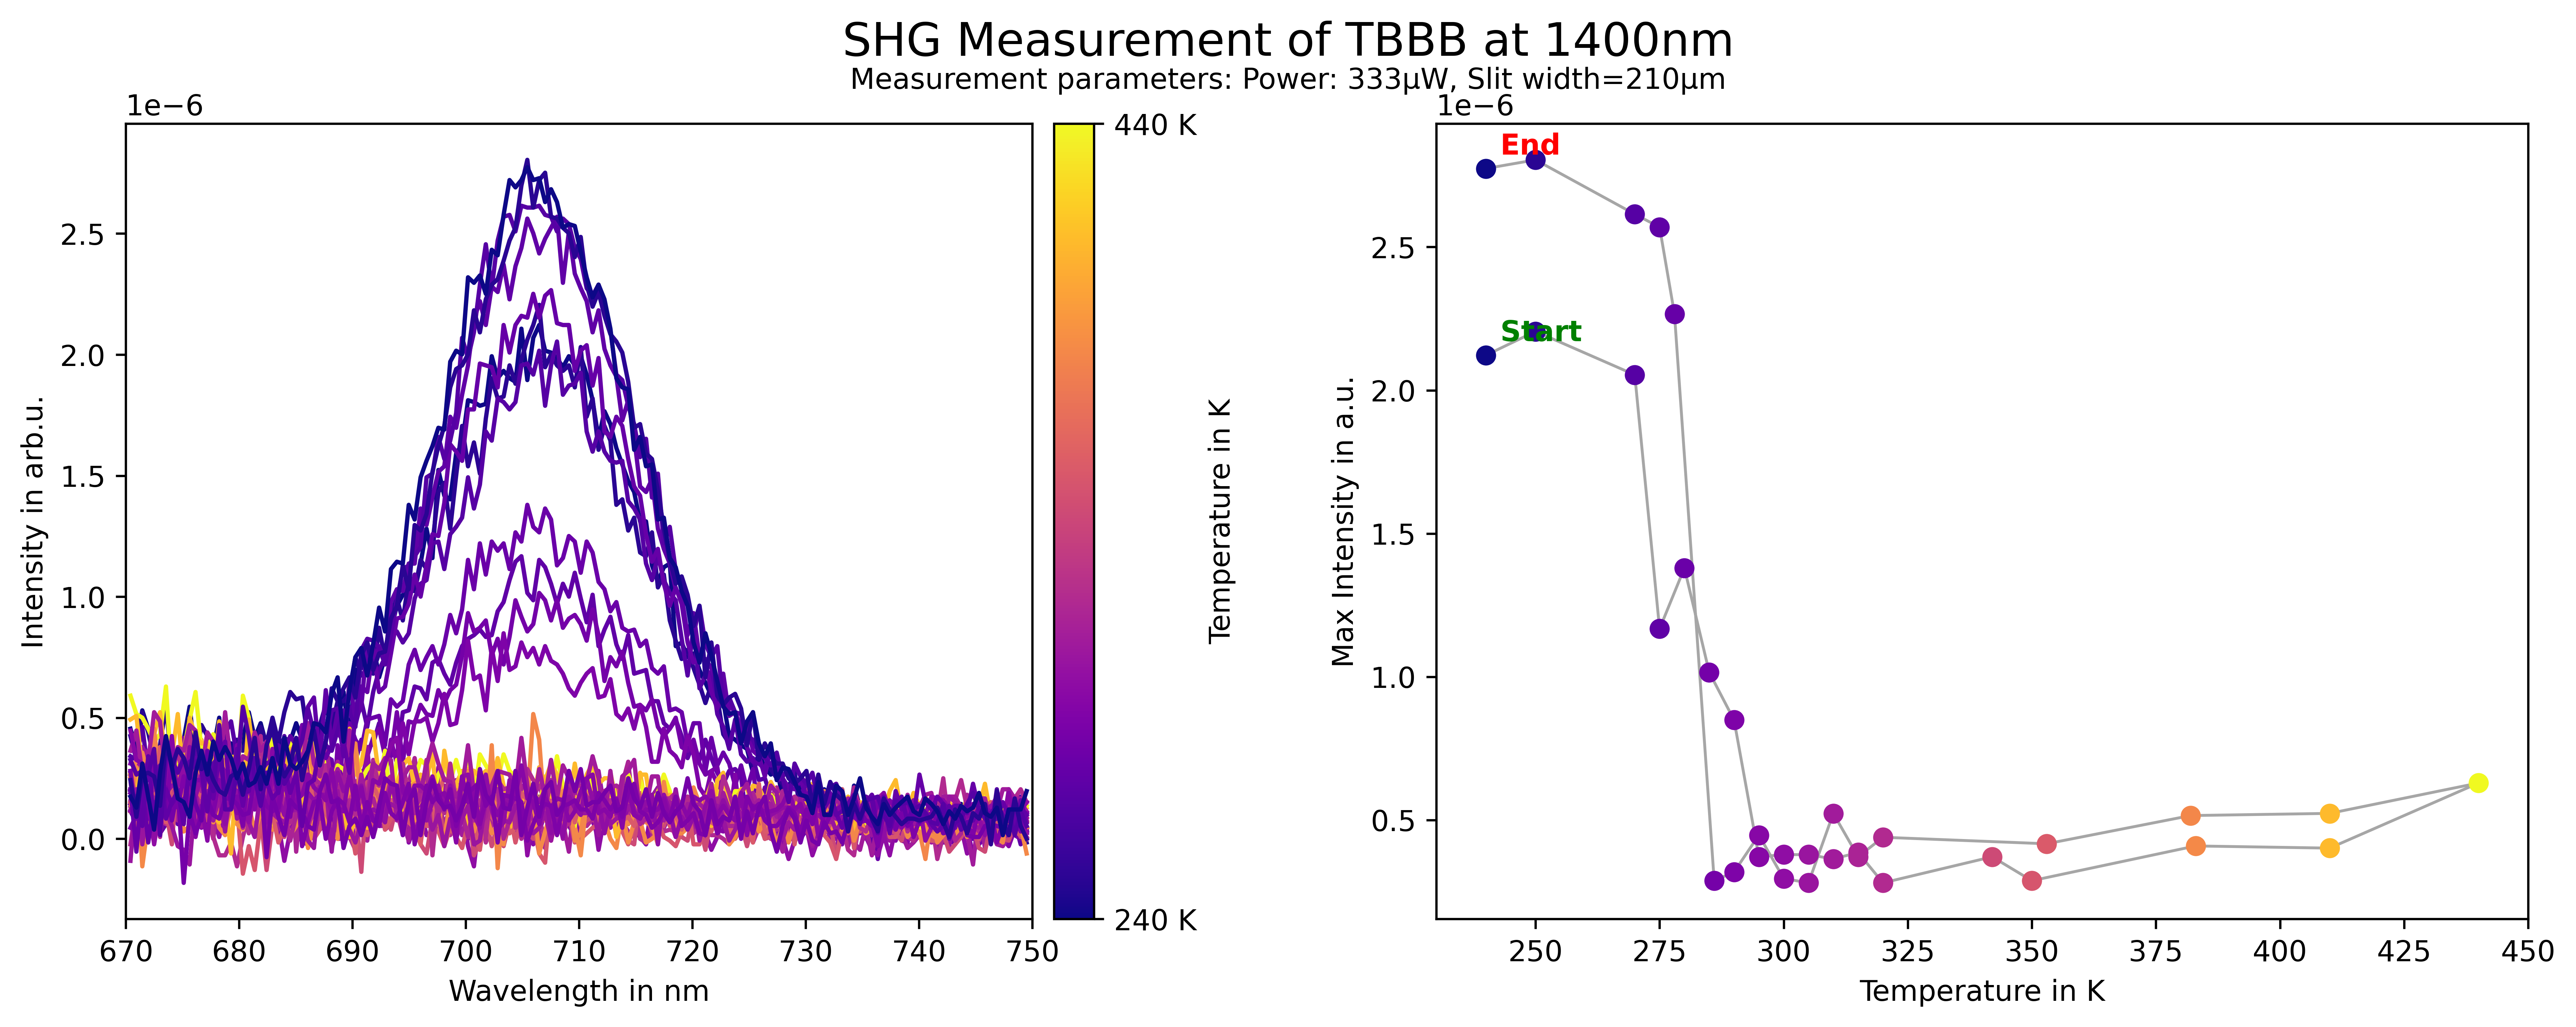 SHG Measurement of TBBB at 1400nm
Measurement parameters: Power: 333μW, Slit width=210μm
1e−6
2.5
2.0
1.5
1.0
0.5
0.0
Intensity in arb.u.
670 680 690 700 710 720 730 740 750
Wavelength in nm
440 K
240 K
Temperature in K
1e−6
End
Start
2.5
2.0
1.5
1.0
0.5
Max Intensity in a.u.
250 275 300 325 350 375 400 425 450
Temperature in K